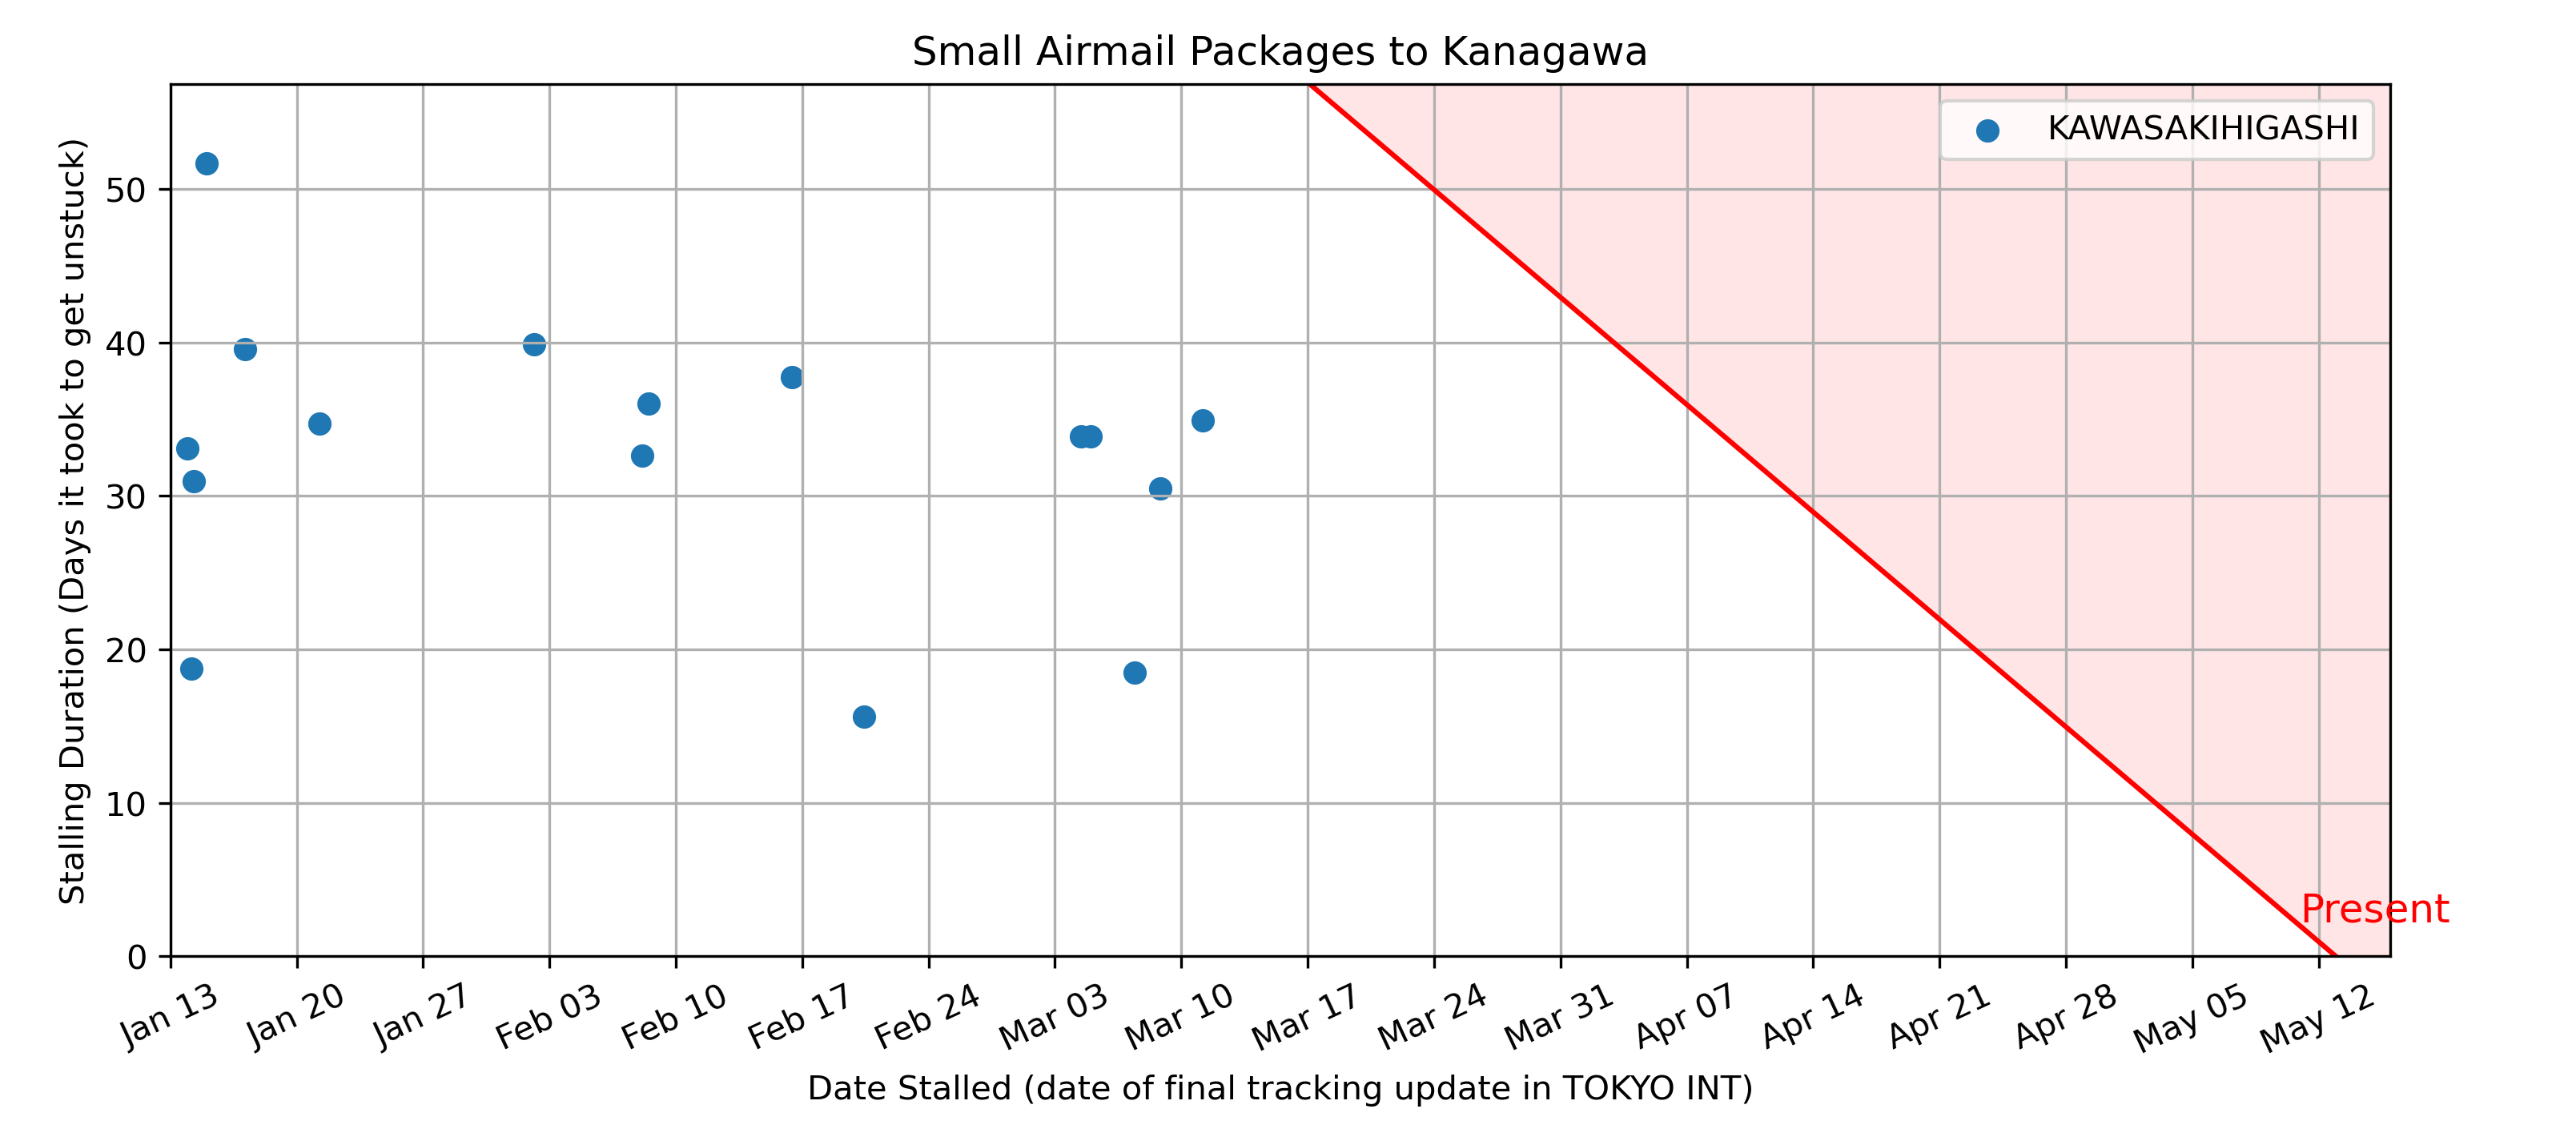 Small Airmail Packages to Kanagawa
KAWASAKIHIGASHI
Stalling Duration (Days it took to get unstuck)
50
40
30
20
10
0
Present
Jan 13 Jan 20 Jan 27 Feb 03 Feb 10 Feb 17 Feb 24 Mar 03 Mar 10 Mar 17 Mar 24 Mar 31 Apr 07 Apr 14 Apr 21 Apr 28 May 05 May 12
Date Stalled (date of final tracking update in TOKYO INT)